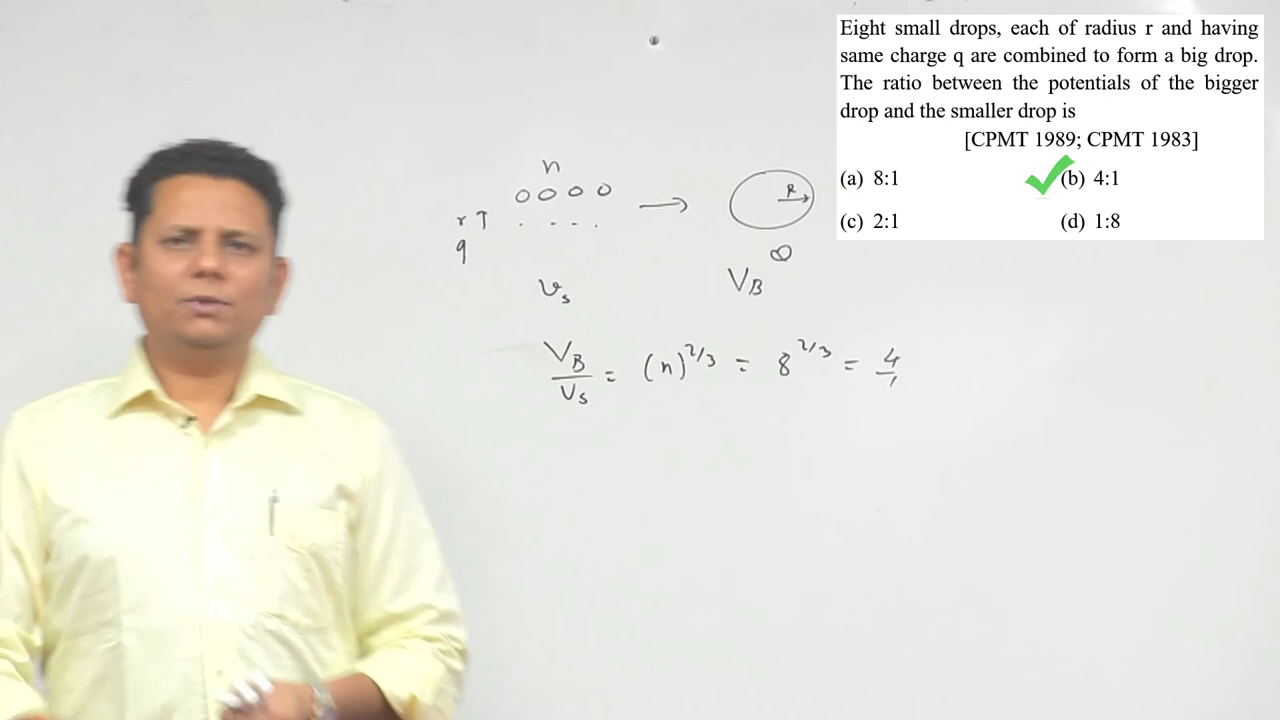 Eight small drops, each of radius r and having
same charge q are combined to form a big drop.
The ratio between the potentials of the bigger
drop and the smaller drop is
[CPMT 1989; CPMT 1983]
(a) 8:1
(b) 4:1
(c) 2:1
(d) 1:8
n
r
q
R
V_s
V_B
V_B/V_s = (n)^{2/3} = 8^{2/3} = 4/1